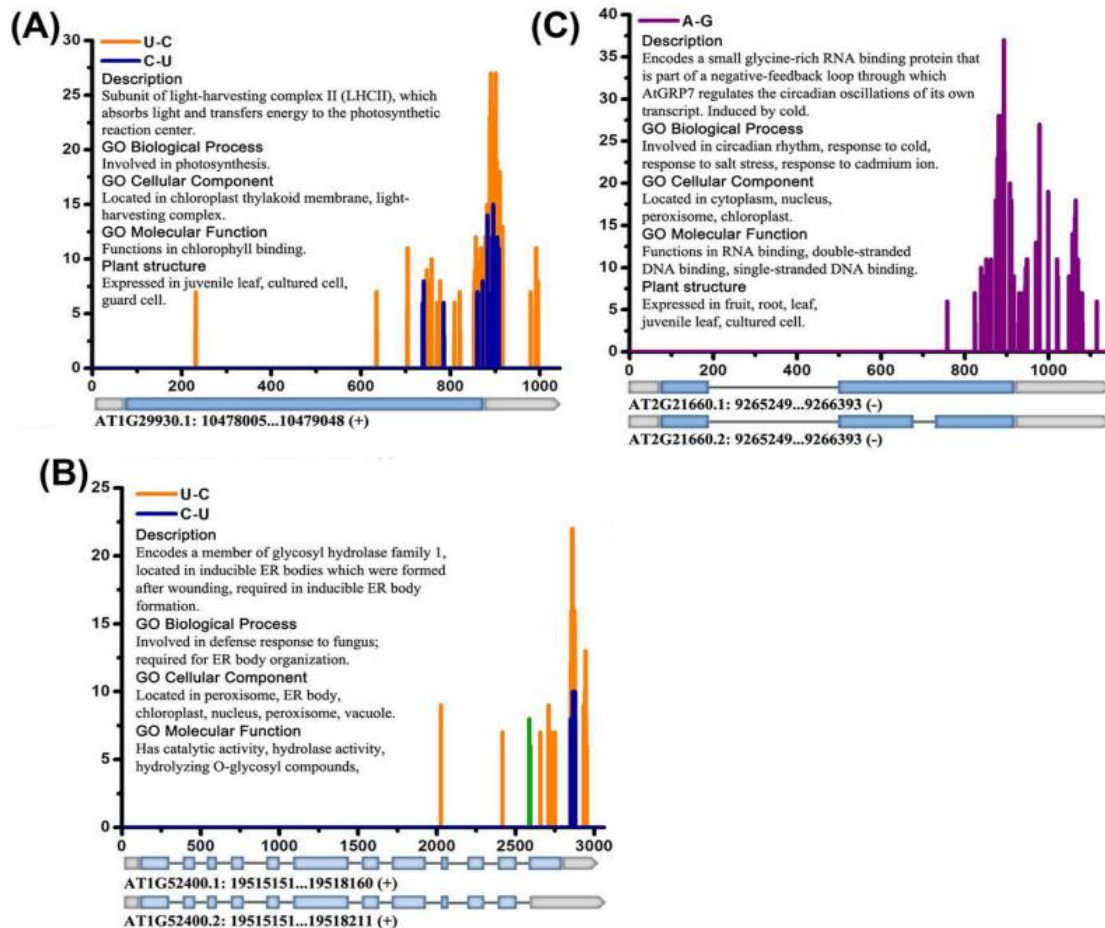 (A)
30
25
20
15
10
5
0
U-C
C-U
Description
Subunit of light-harvesting complex II (LHCII), which
absorbs light and transfers energy to the photosynthetic
reaction center.
GO Biological Process
Involved in photosynthesis.
GO Cellular Component
Located in chloroplast thylakoid membrane, light-
harvesting complex.
GO Molecular Function
Functions in chlorophyll binding.
Plant structure
Expressed in juvenile leaf, cultured cell,
guard cell.
0 200 400 600 800 1000
AT1G29930.1: 10478005...10479048 (+)
(C)
40
35
30
25
20
15
10
5
0
A-G
Description
Encodes a small glycine-rich RNA binding protein that
is part of a negative-feedback loop through which
AtGRP7 regulates the circadian oscillations of its own
transcript. Induced by cold.
GO Biological Process
Involved in circadian rhythm, response to cold,
response to salt stress, response to cadmium ion.
GO Cellular Component
Located in cytoplasm, nucleus,
peroxisome, chloroplast.
GO Molecular Function
Functions in RNA binding, double-stranded
DNA binding, single-stranded DNA binding.
Plant structure
Expressed in fruit, root, leaf,
juvenile leaf, cultured cell.
0 200 400 600 800 1000
AT2G21660.1: 9265249...9266393 (-)
AT2G21660.2: 9265249...9266393 (-)
(B)
25
20
15
10
5
0
U-C
C-U
Description
Encodes a member of glycosyl hydrolase family 1,
located in inducible ER bodies which were formed
after wounding, required in inducible ER body
formation.
GO Biological Process
Involved in defense response to fungus;
required for ER body organization.
GO Cellular Component
Located in peroxisome, ER body,
chloroplast, nucleus, peroxisome, vacuole.
GO Molecular Function
Has catalytic activity, hydrolase activity,
hydrolyzing O-glycosyl compounds,
0 500 1000 1500 2000 2500 3000
AT1G52400.1: 19515151...19518160 (+)
AT1G52400.2: 19515151...19518211 (+)